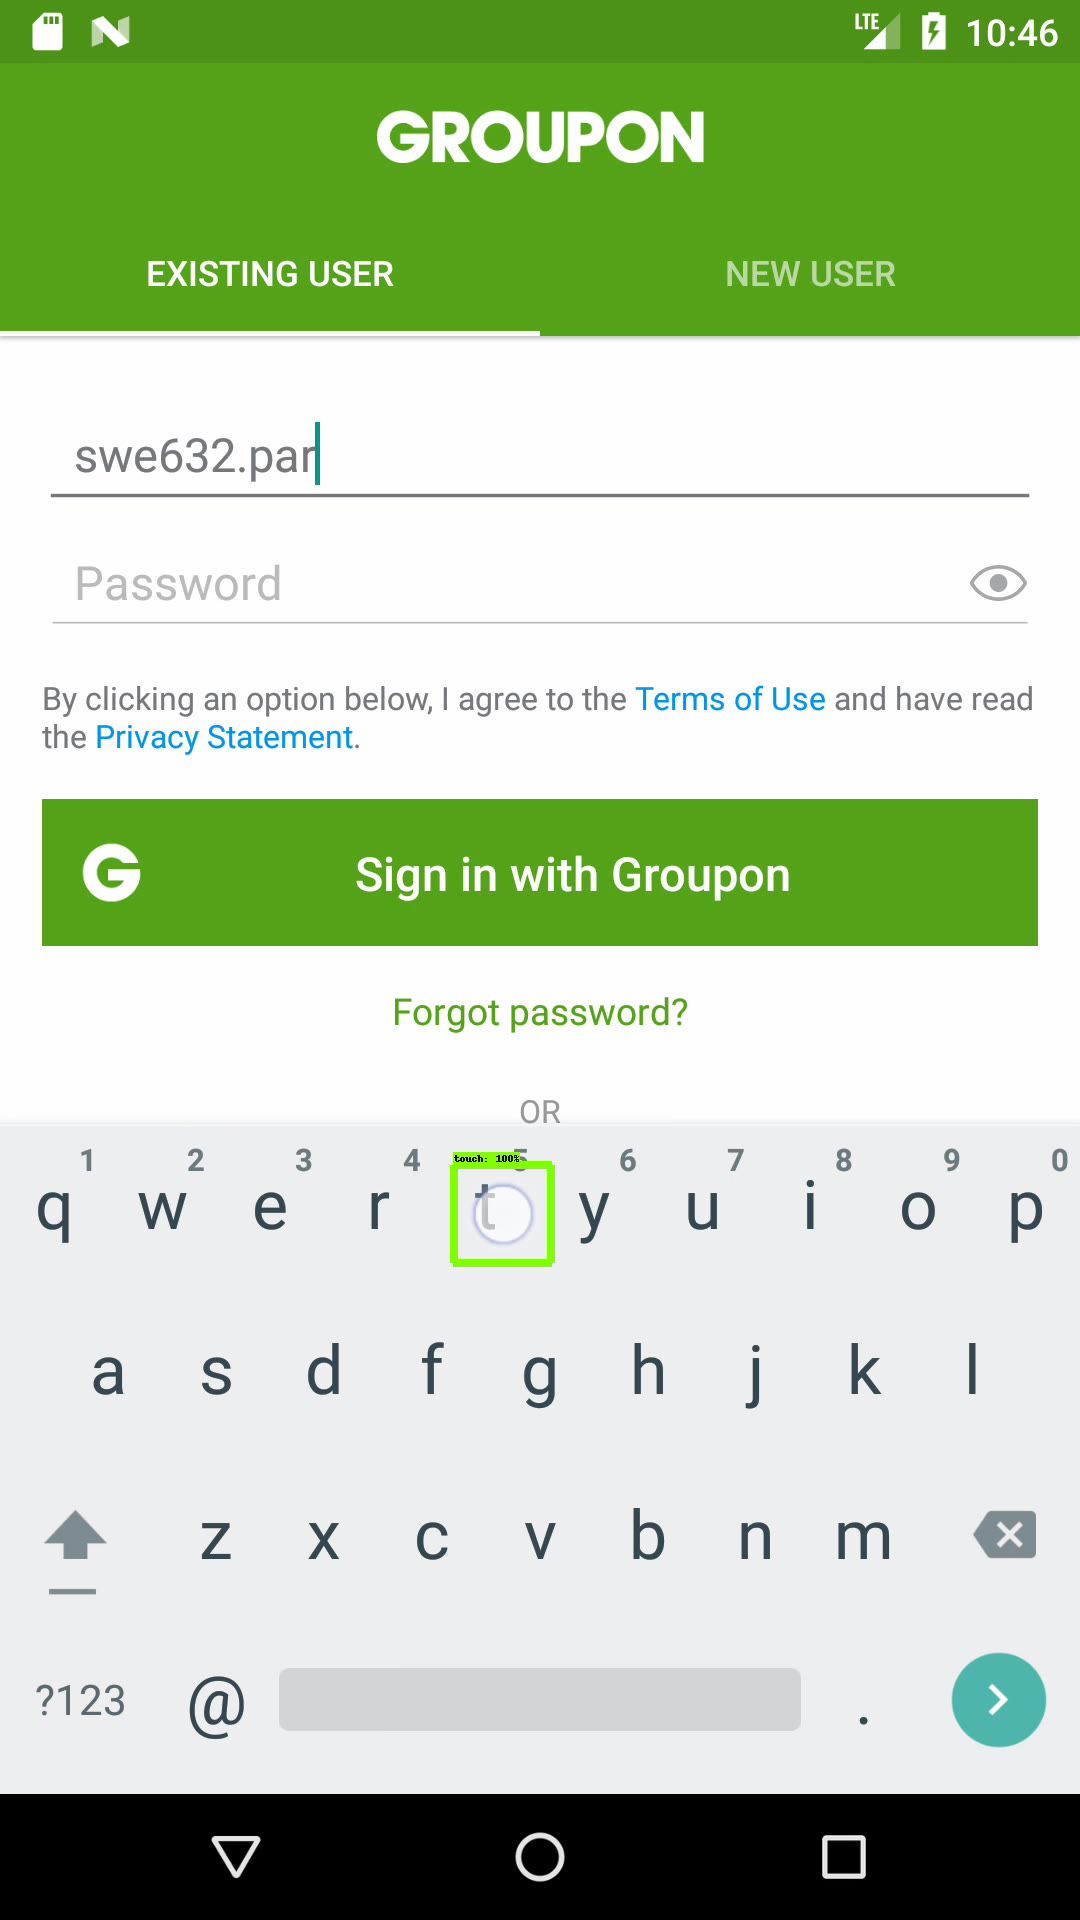 LTE 10:46
GROUPON
EXISTING USER NEW USER
swe632.par
Password
By clicking an option below, I agree to the Terms of Use and have read
the Privacy Statement.
G Sign in with Groupon
Forgot password?
OR
touch: 100%
1 2 3 4 5 6 7 8 9 0
q w e r t y u i o p
a s d f g h j k l
z x c v b n m
?123 @ .